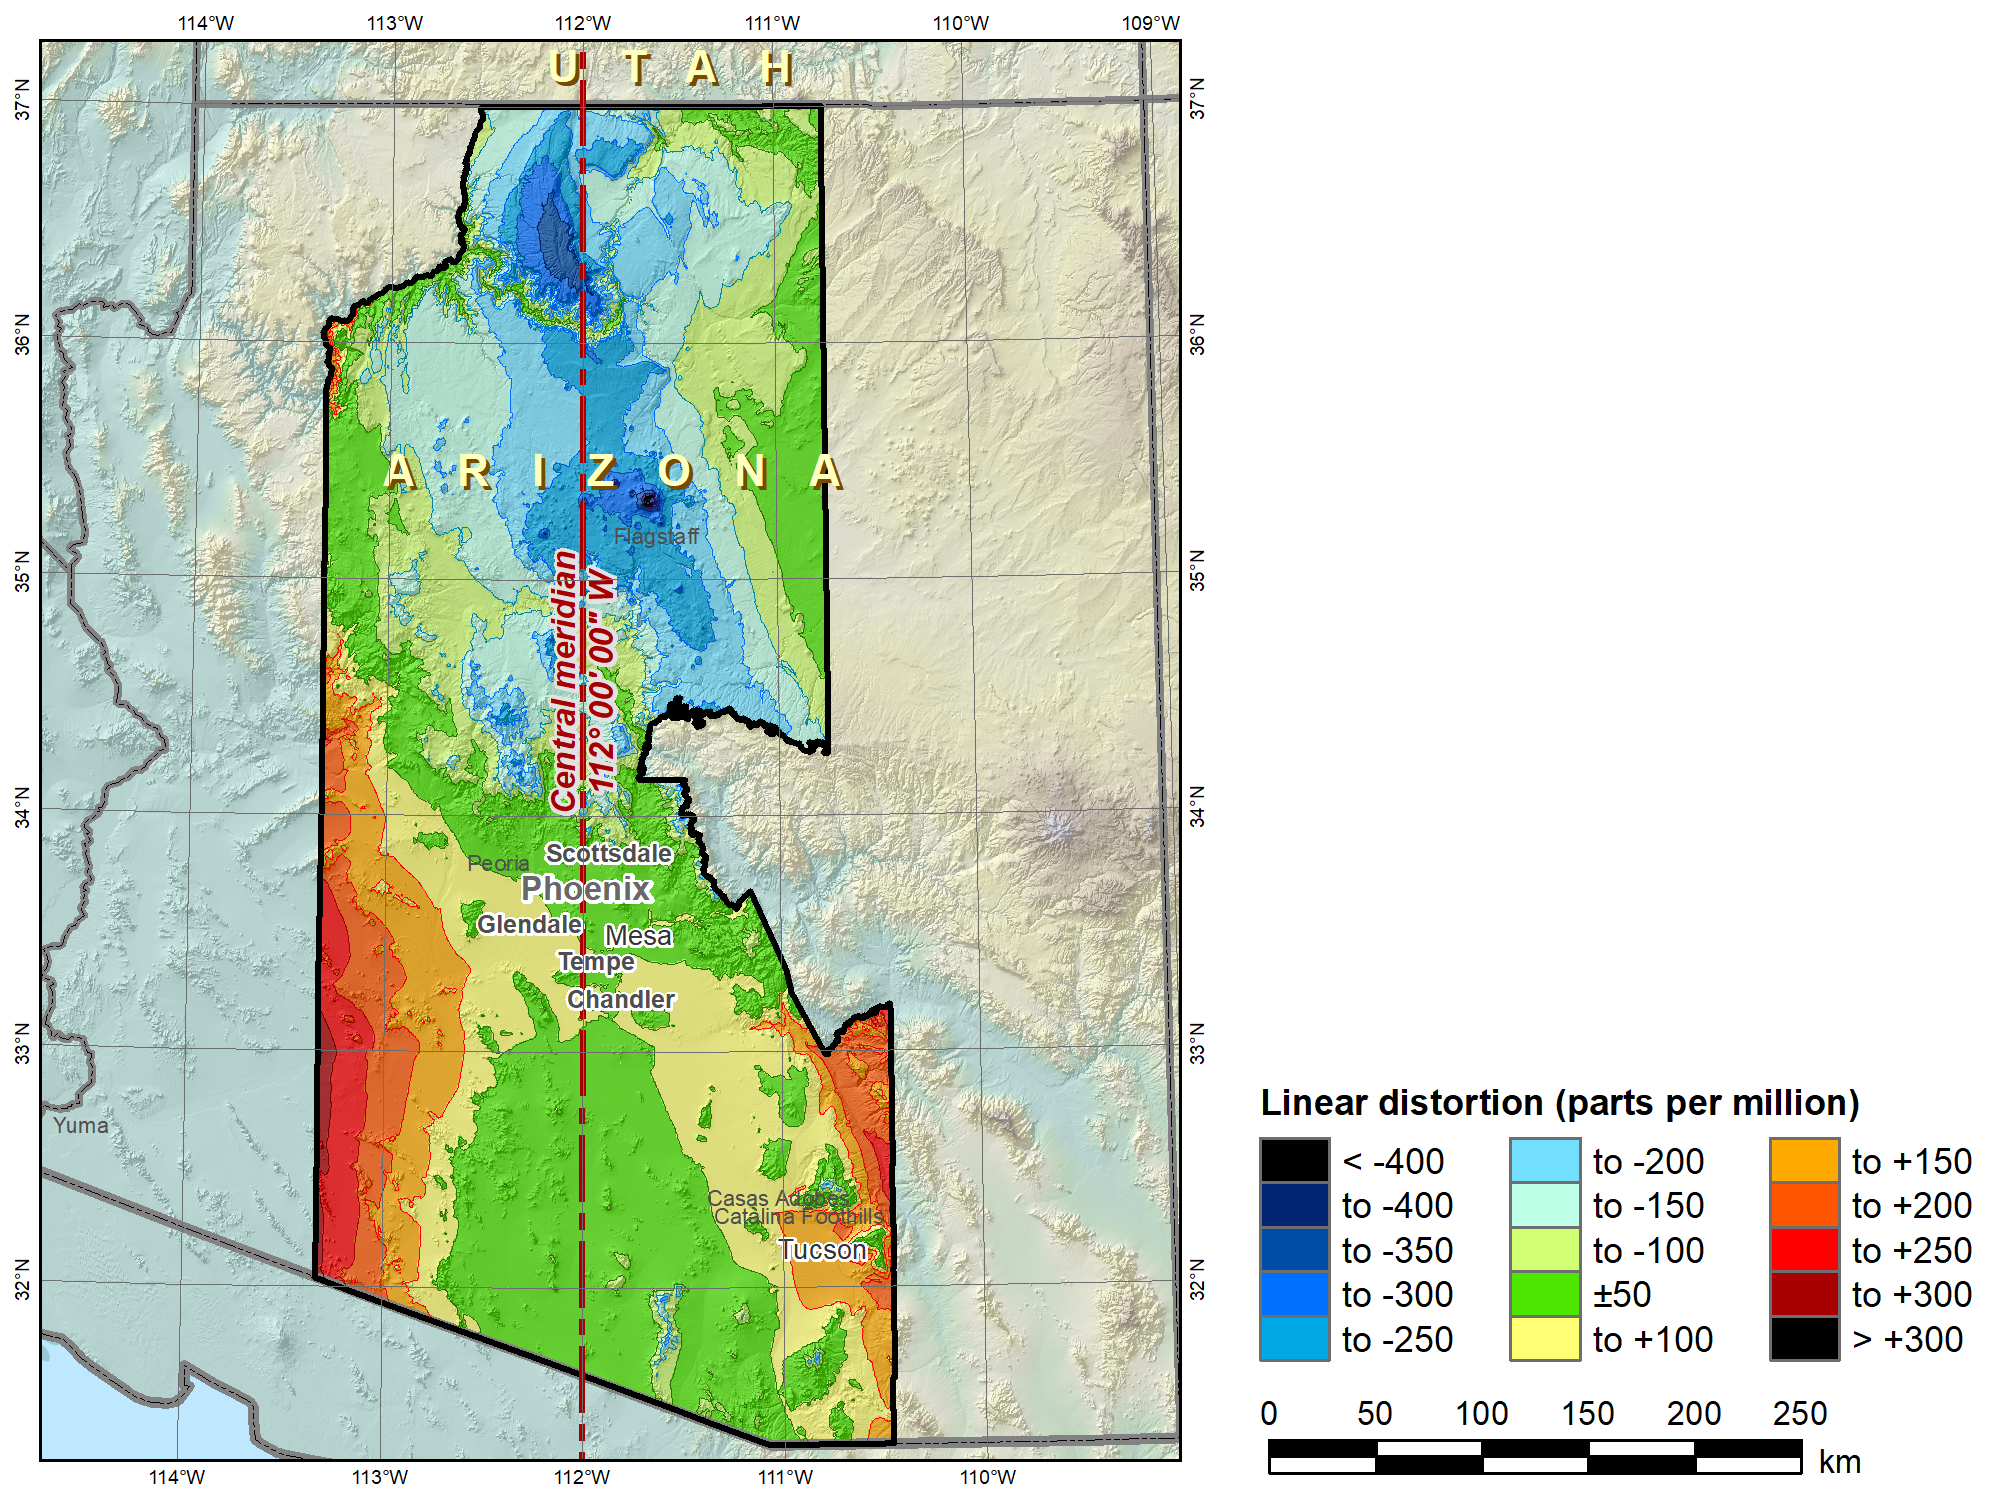 114°W 113°W 112°W 111°W 110°W 109°W
UTAH
37°N 37°N
36°N 36°N
ARIZONA
Flagstaff
35°N 35°N
Central meridian
112° 00' 00" W
34°N 34°N
Peoria Scottsdale
Phoenix
Glendale Mesa
Tempe
Chandler
33°N 33°N
Yuma
Casas Adobes
Catalina Foothills
Tucson
32°N 32°N
114°W 113°W 112°W 111°W 110°W
Linear distortion (parts per million)
< -400 to -200 to +150
to -400 to -150 to +200
to -350 to -100 to +250
to -300 ±50 to +300
to -250 to +100 > +300
0 50 100 150 200 250
km